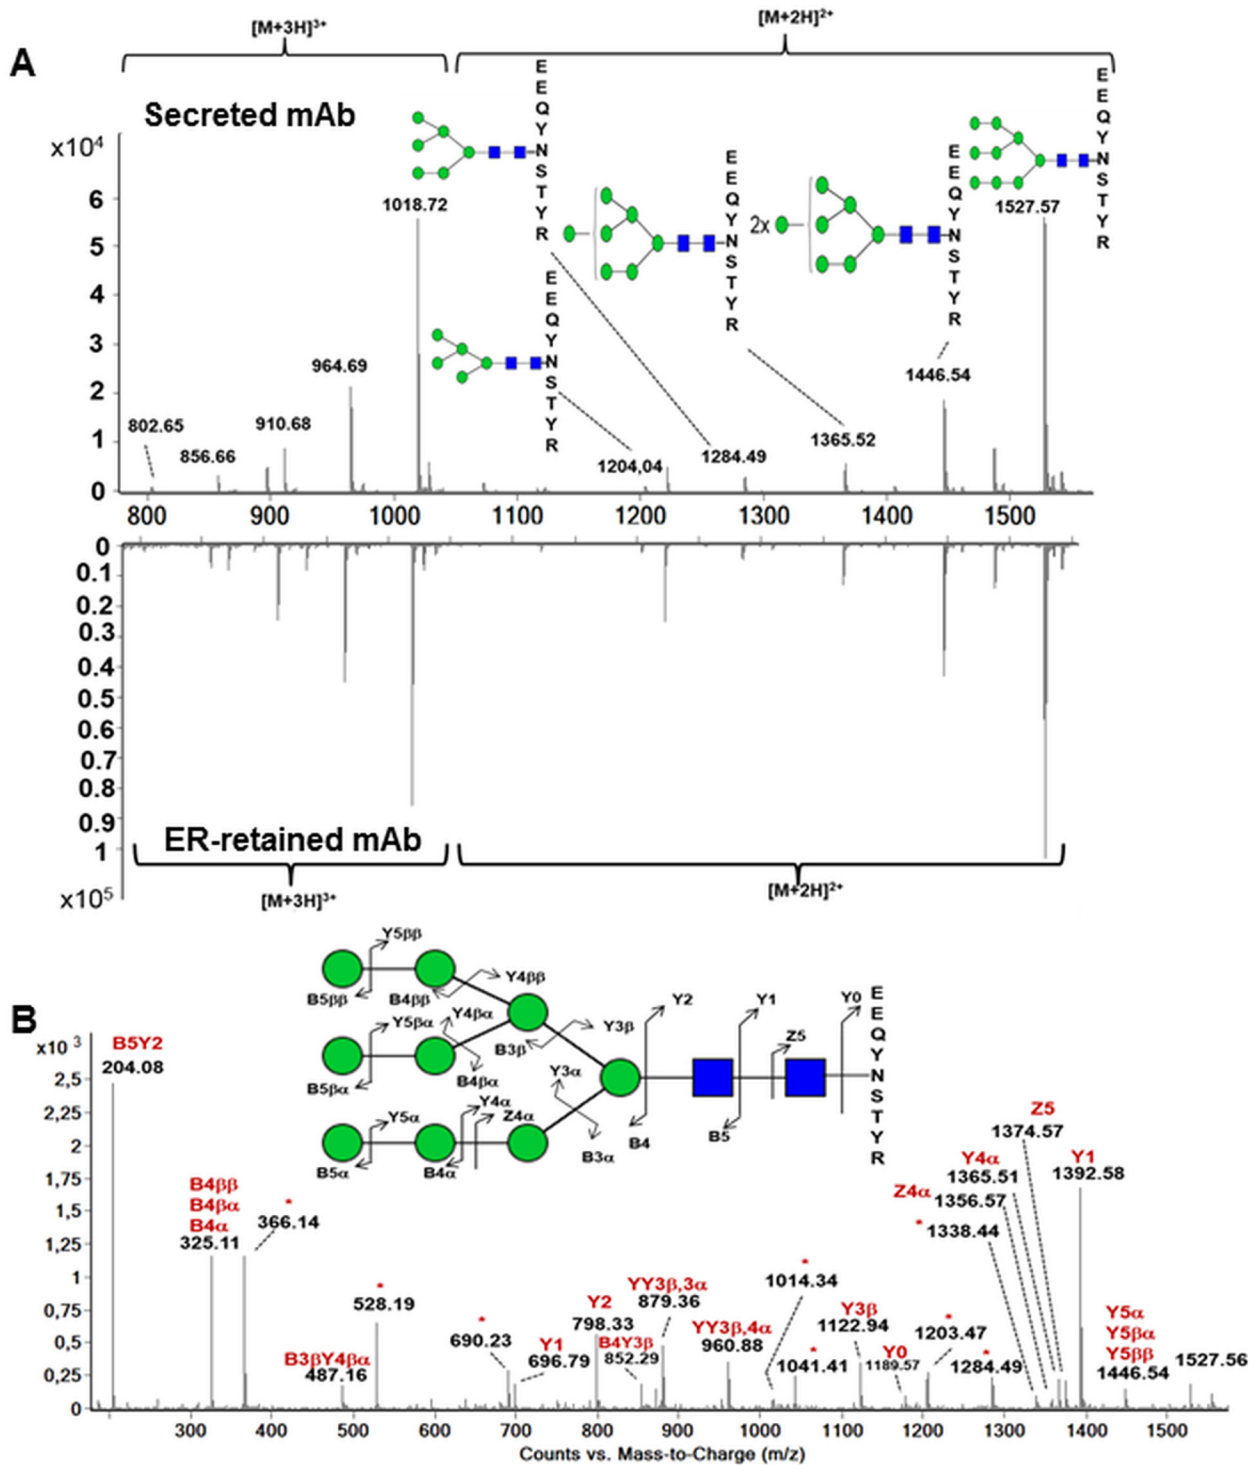 [M+3H]³⁺
[M+2H]²⁺
A
Secreted mAb
x10⁴
6
5
4
3
2
1
0
802.65
856.66
910.68
964.69
1018.72
1204,04
1284.49
1365.52
1446.54
1527.57
E
E
Q
Y
N
S
T
Y
R
E
E
Q
Y
N
S
T
Y
R
E
E
Q
Y
N
S
T
Y
R
2x
E
E
Q
Y
N
S
T
Y
R
E
E
Q
Y
N
S
T
Y
R
800 900 1000 1100 1200 1300 1400 1500
0
0.1
0.2
0.3
0.4
0.5
0.6
0.7
0.8
0.9
1
x10⁵
ER-retained mAb
[M+3H]³⁺
[M+2H]²⁺
B
Y5ββ
B5ββ
B4ββ
Y4ββ
Y5βα
Y4βα
B5βα
B4βα
B3β
Y3β
Y3α
Y5α
Y4α
Z4α
B5α
B4α
B3α
B4
Y2
Y1
B5
Z5
Y0
E
E
Q
Y
N
S
T
Y
R
x10 ³
2,5
2,25
2
1,75
1,5
1,25
1
0,75
0,5
0,25
0
B5Y2
204.08
B4ββ
B4βα
B4α
325.11
*
366.14
B3βY4βα
487.16
*
528.19
*
690.23
Y1
696.79
Y2
798.33
B4Y3β
852.29
YY3β,3α
879.36
YY3β,4α
960.88
*
1014.34
*
1041.41
Y3β
1122.94
Y0
1189.57
*
1203.47
*
1284.49
*
1338.44
Z4α
1356.57
Y4α
1365.51
Z5
1374.57
Y1
1392.58
Y5α
Y5βα
Y5ββ
1446.54
1527.56
300 400 500 600 700 800 900 1000 1100 1200 1300 1400 1500
Counts vs. Mass-to-Charge (m/z)